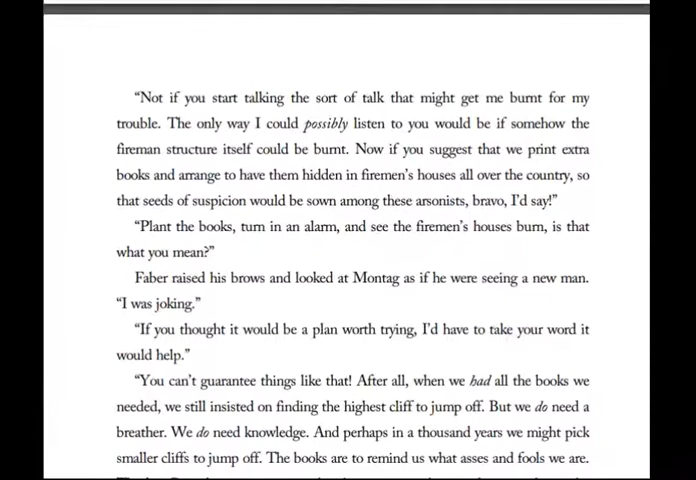 “Not if you start talking the sort of talk that might get me burnt for my
trouble. The only way I could possibly listen to you would be if somehow the
fireman structure itself could be burnt. Now if you suggest that we print extra
books and arrange to have them hidden in firemen’s houses all over the country, so
that seeds of suspicion would be sown among these arsonists, bravo, I’d say!”
“Plant the books, turn in an alarm, and see the firemen’s houses burn, is that
what you mean?”
Faber raised his brows and looked at Montag as if he were seeing a new man.
“I was joking.”
“If you thought it would be a plan worth trying, I’d have to take your word it
would help.”
“You can’t guarantee things like that! After all, when we had all the books we
needed, we still insisted on finding the highest cliff to jump off. But we do need a
breather. We do need knowledge. And perhaps in a thousand years we might pick
smaller cliffs to jump off. The books are to remind us what asses and fools we are.